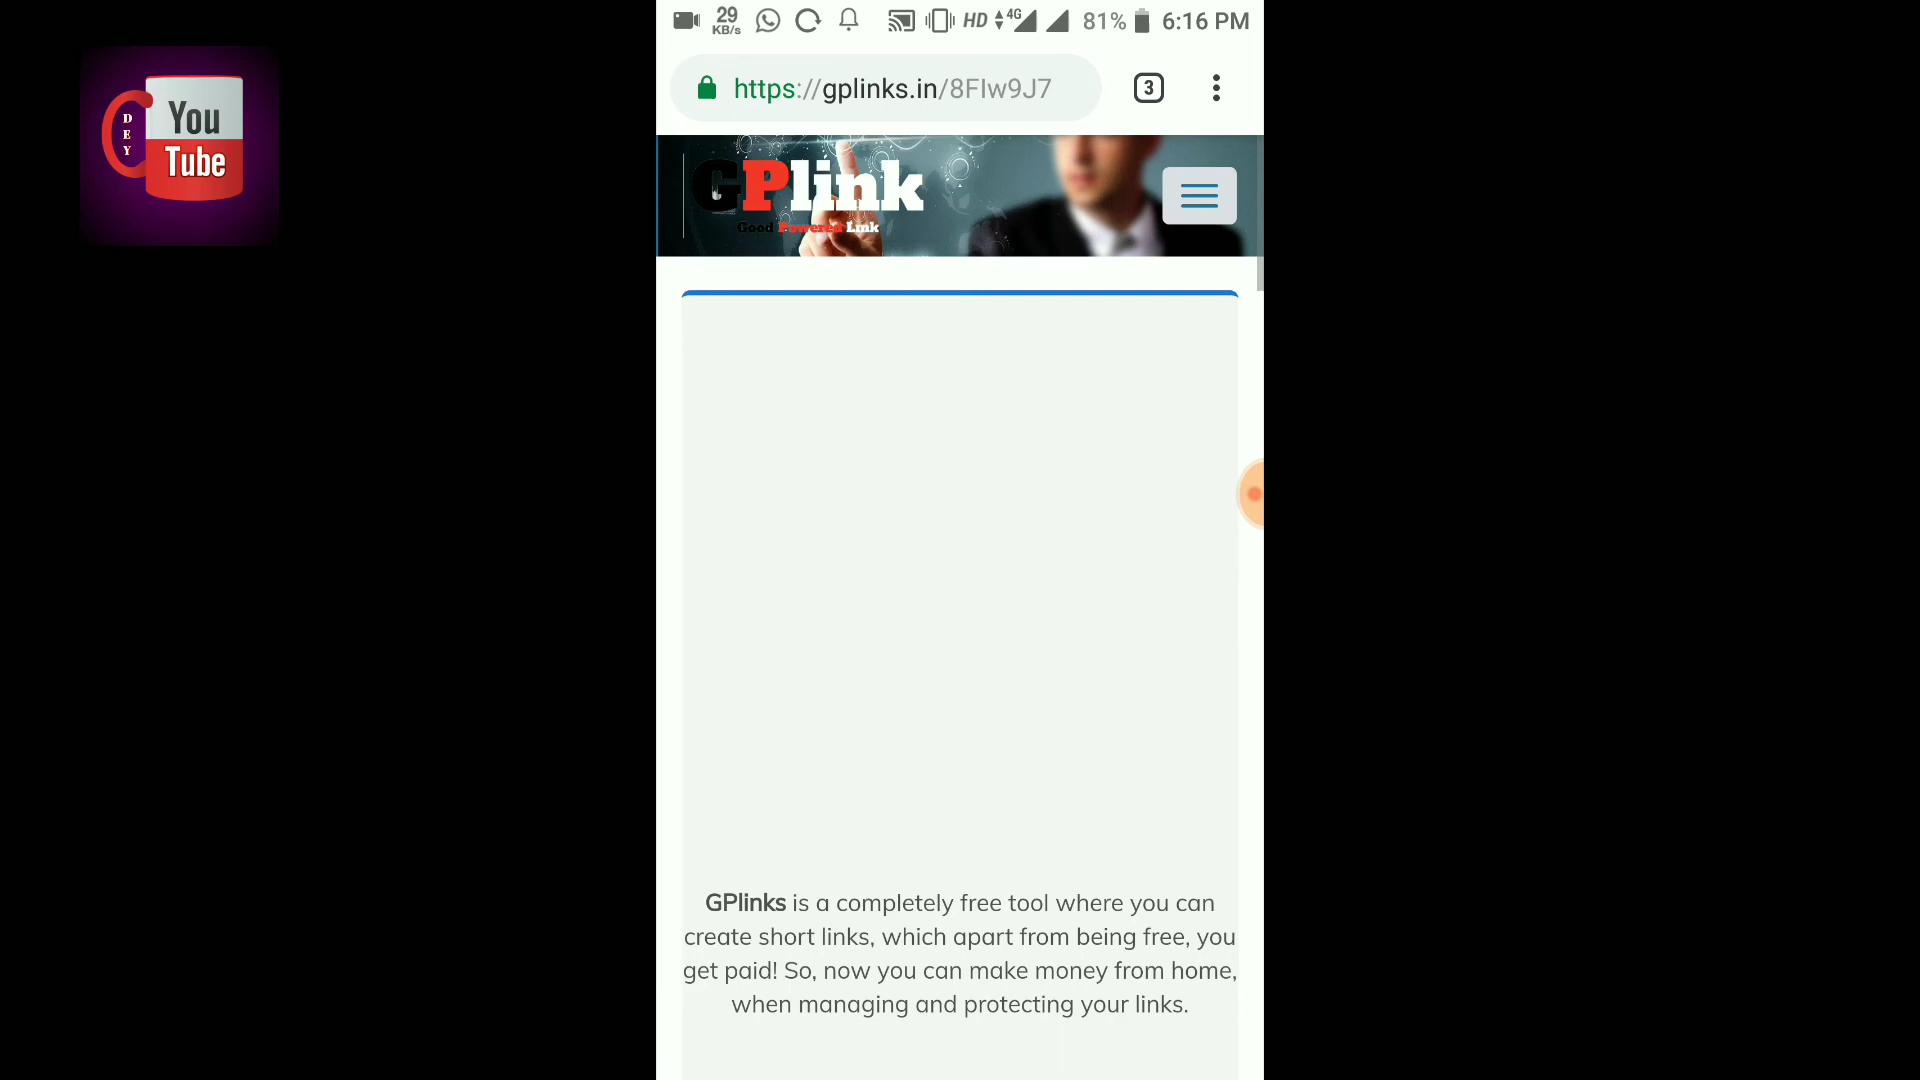 D
E
Y
You
Tube
29
KB/s
HD
4G
81%
6:16 PM
https://gplinks.in/8FIw9J7
3
GPlink
Good Powered Link
GPlinks is a completely free tool where you can
create short links, which apart from being free, you
get paid! So, now you can make money from home,
when managing and protecting your links.